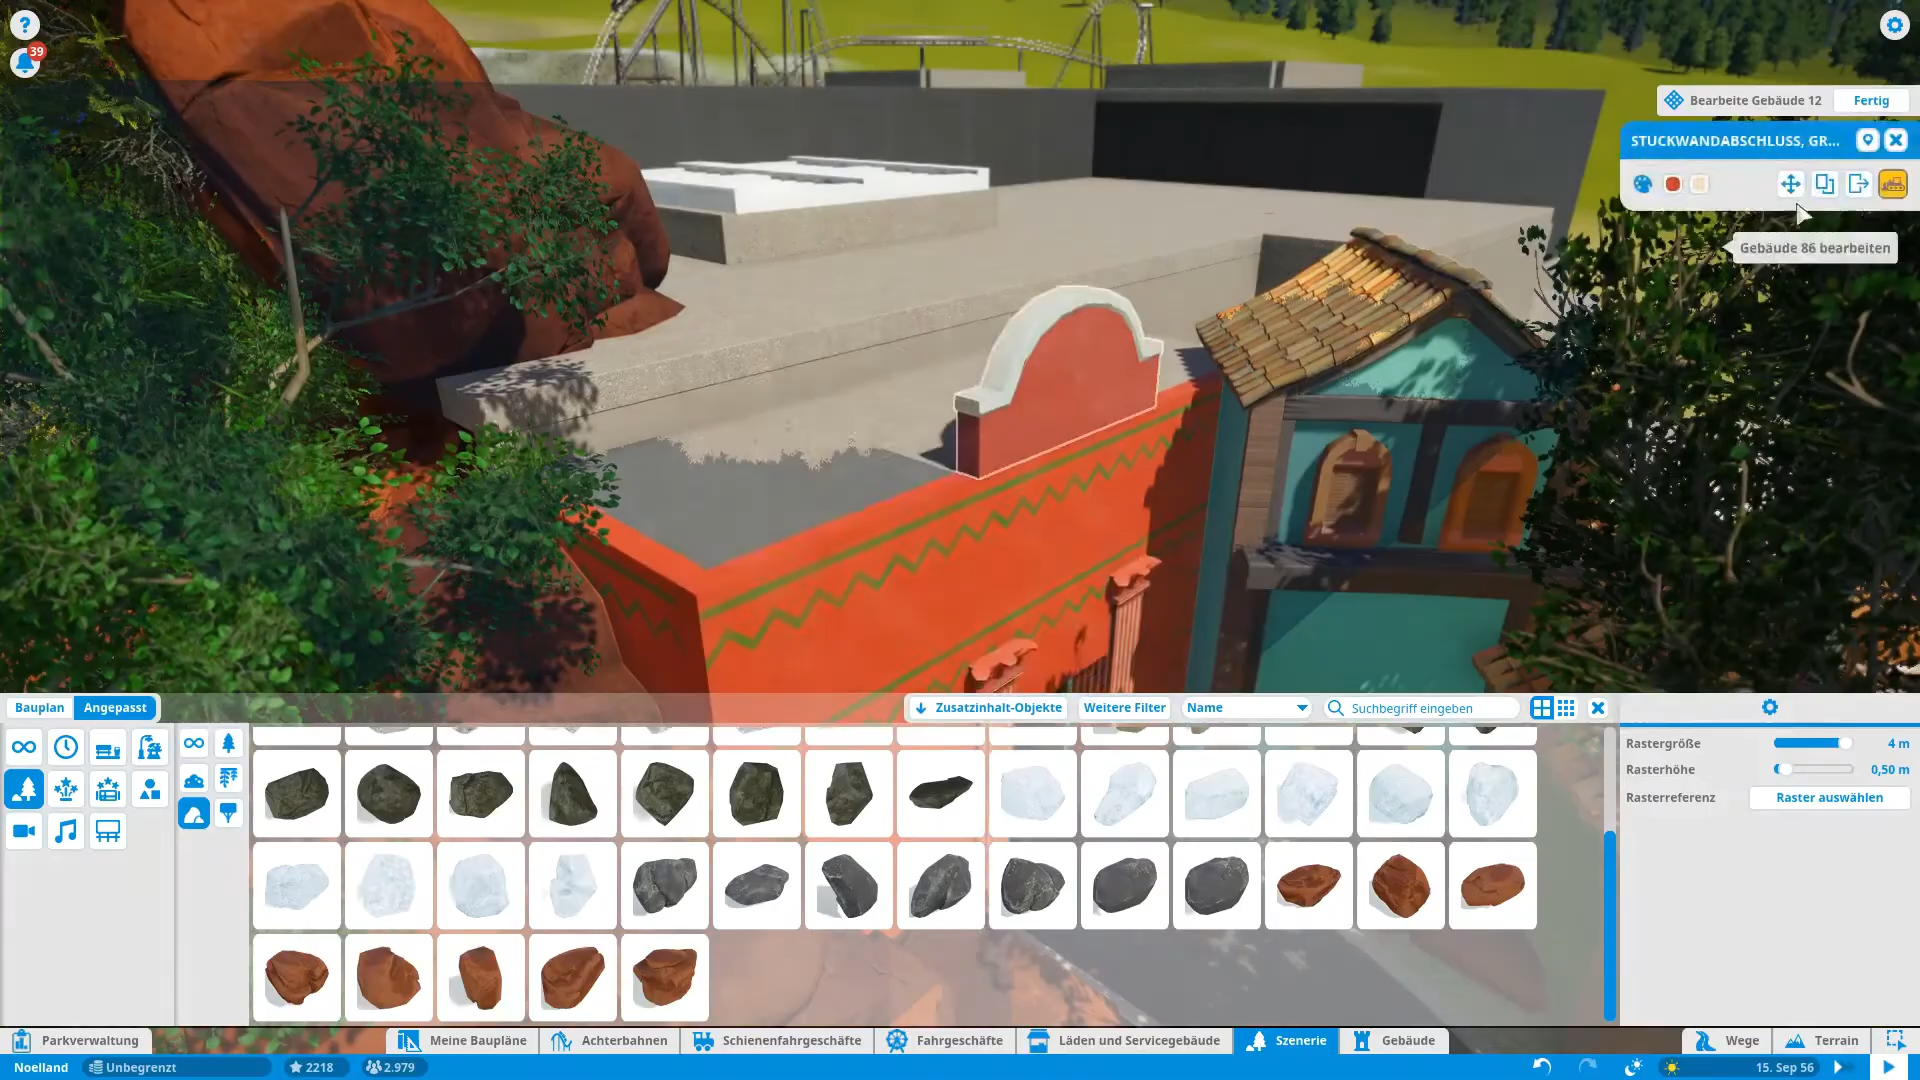 ?
39
Bearbeite Gebäude 12
Fertig
STUCKWANDABSCHLUSS, GR...
Gebäude 86 bearbeiten
Bauplan
Angepasst
Zusatzinhalt-Objekte
Weitere Filter
Name
Suchbegriff eingeben
Rastergröße
4 m
Rasterhöhe
0,50 m
Rasterreferenz
Raster auswählen
Parkverwaltung
Meine Baupläne
Achterbahnen
Schienenfahrgeschäfte
Fahrgeschäfte
Läden und Servicegebäude
Szenerie
Gebäude
Wege
Terrain
Noelland
Unbegrenzt
2218
2.979
15. Sep 56